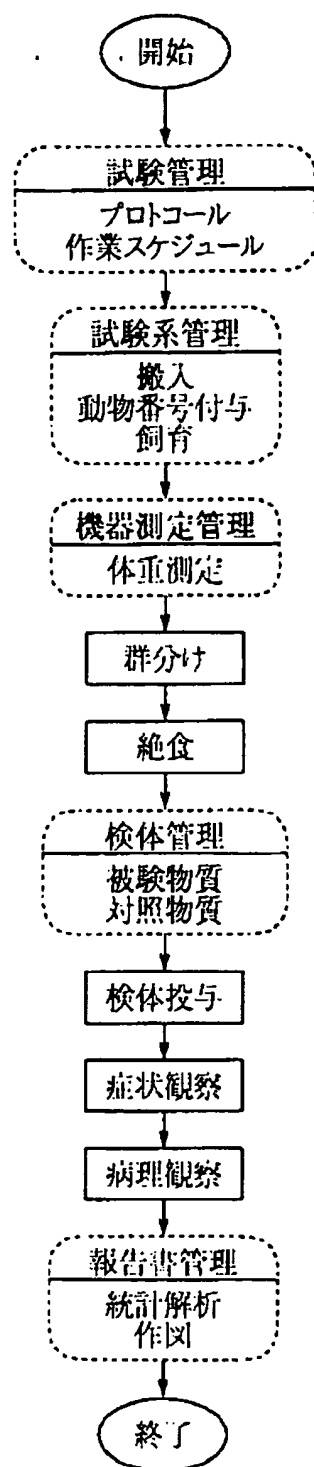 開始
試験管理
プロトコール
作業スケジュール
試験系管理
搬入
動物番号付与
飼育
機器測定管理
体重測定
群分け
絶食
検体管理
被験物質
対照物質
検体投与
症状観察
病理観察
報告書管理
統計解析
作図
終了